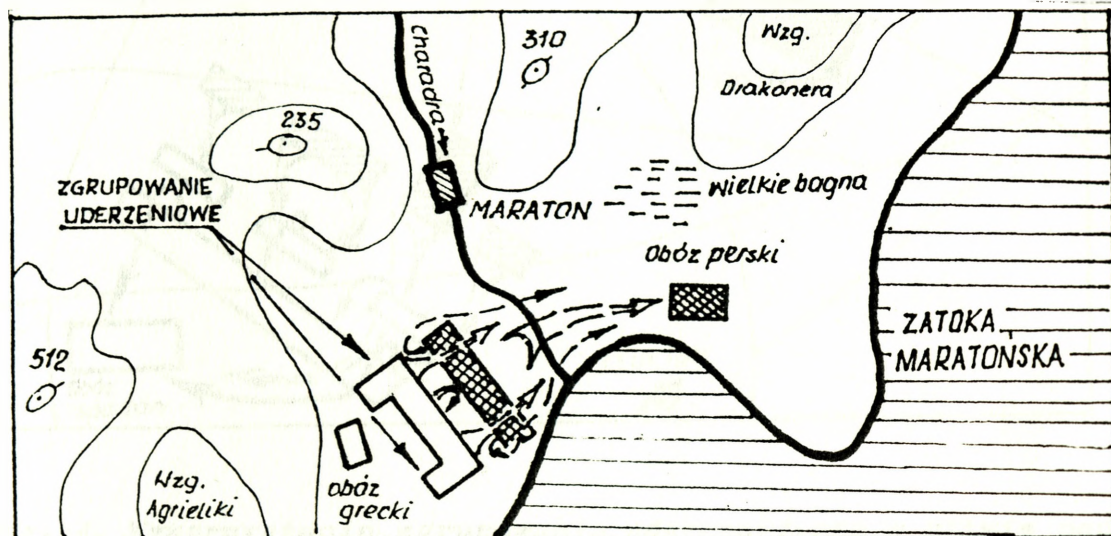 Charadra
310
Wzg.
Drakonera
235
ZGRUPOWANIE
UDERZENIOWE
MARATON
Wielkie bagna
Obóz perski
ZATOKA
MARATOŃSKA
512
Wzg.
Agrieliki
Obóz
grecki